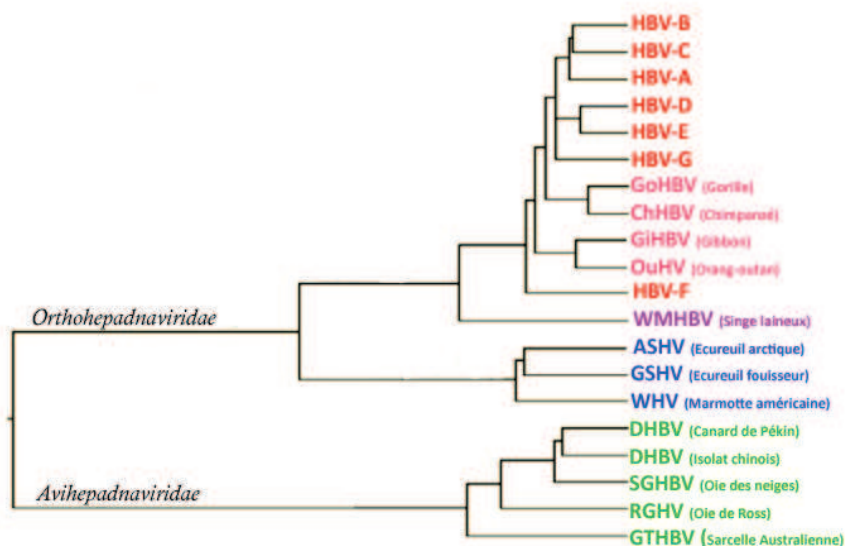 HBV-B
HBV-C
HBV-A
HBV-D
HBV-E
HBV-G
GoHBV (Gorille)
ChHBV (Chimpansé)
GiHBV (Gibbon)
OuHV (Orang-outan)
HBV-F
Orthohepadnaviridae
WMHBV (Singe laineux)
ASHV (Ecureuil arctique)
GSHV (Ecureuil fouisseur)
WHV (Marmotte américaine)
DHBV (Canard de Pékin)
DHBV (Isolat chinois)
SGHBV (Oie des neiges)
Avihepadnaviridae
RGHV (Oie de Ross)
GTHBV (Sarcelle Australienne)